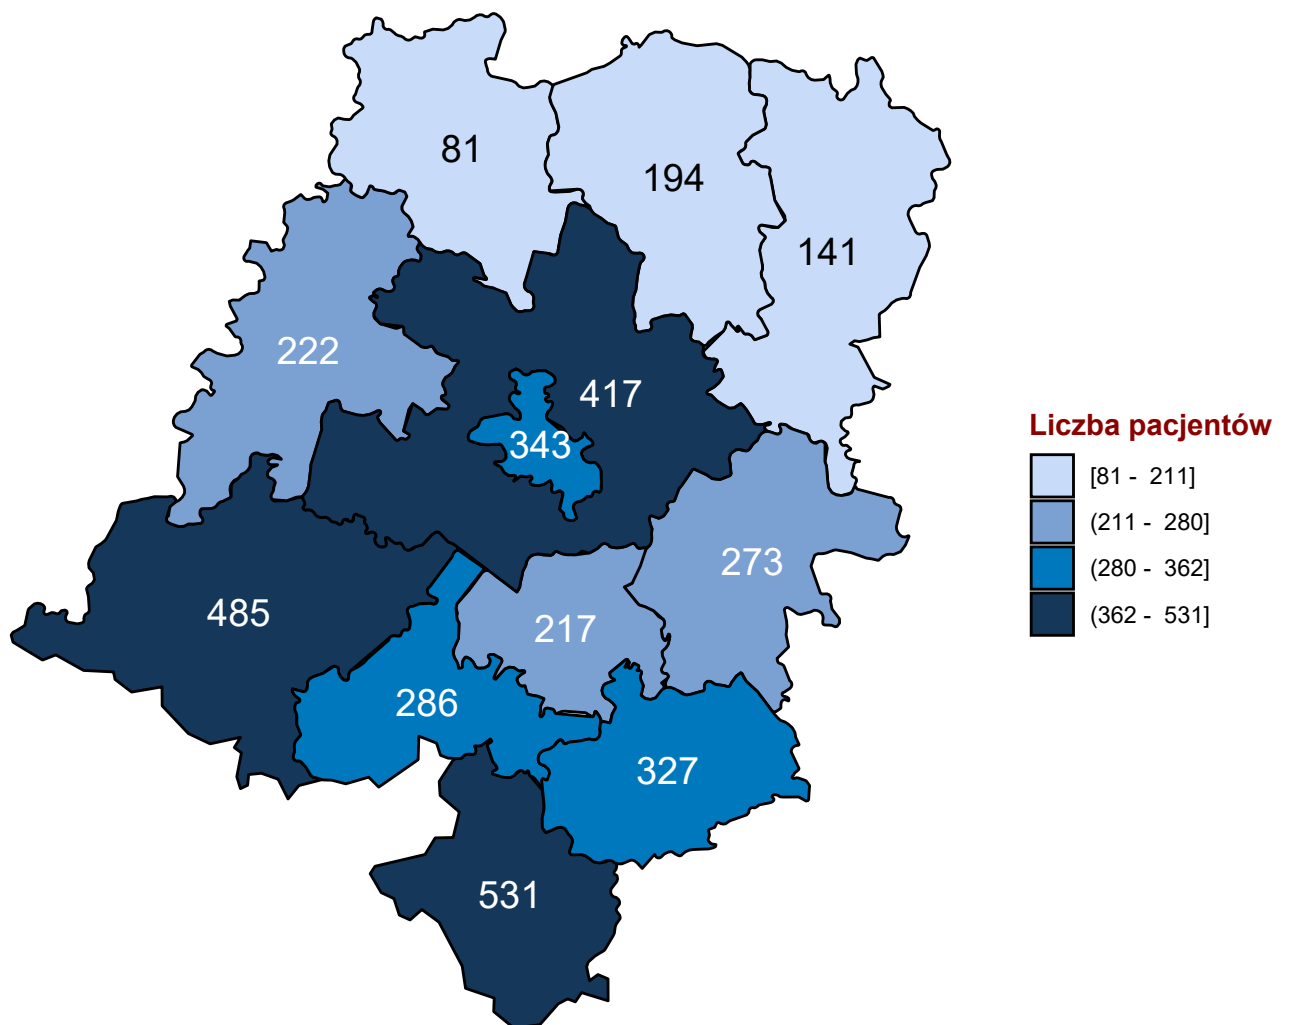 81
194
141
222
417
343
273
485
217
286
327
531
Liczba pacjentów
[81 -  211]
(211 -  280]
(280 -  362]
(362 -  531]